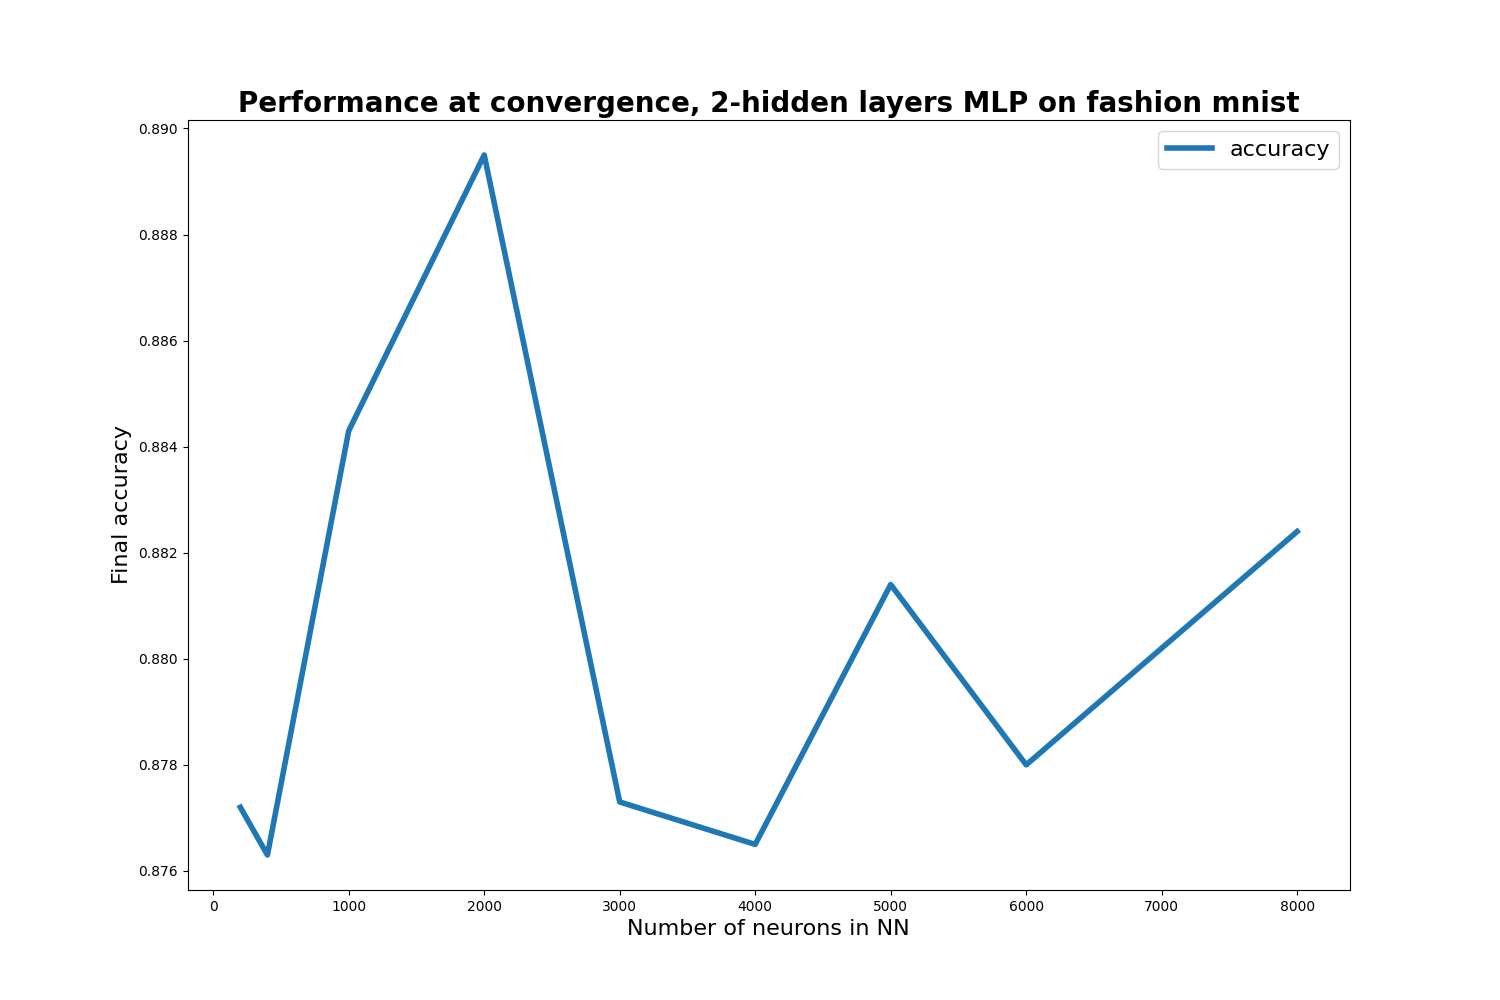 Performance at convergence, 2-hidden layers MLP on fashion mnist
accuracy
Final accuracy
0.890
0.888
0.886
0.884
0.882
0.880
0.878
0.876
0 1000 2000 3000 4000 5000 6000 7000 8000
Number of neurons in NN